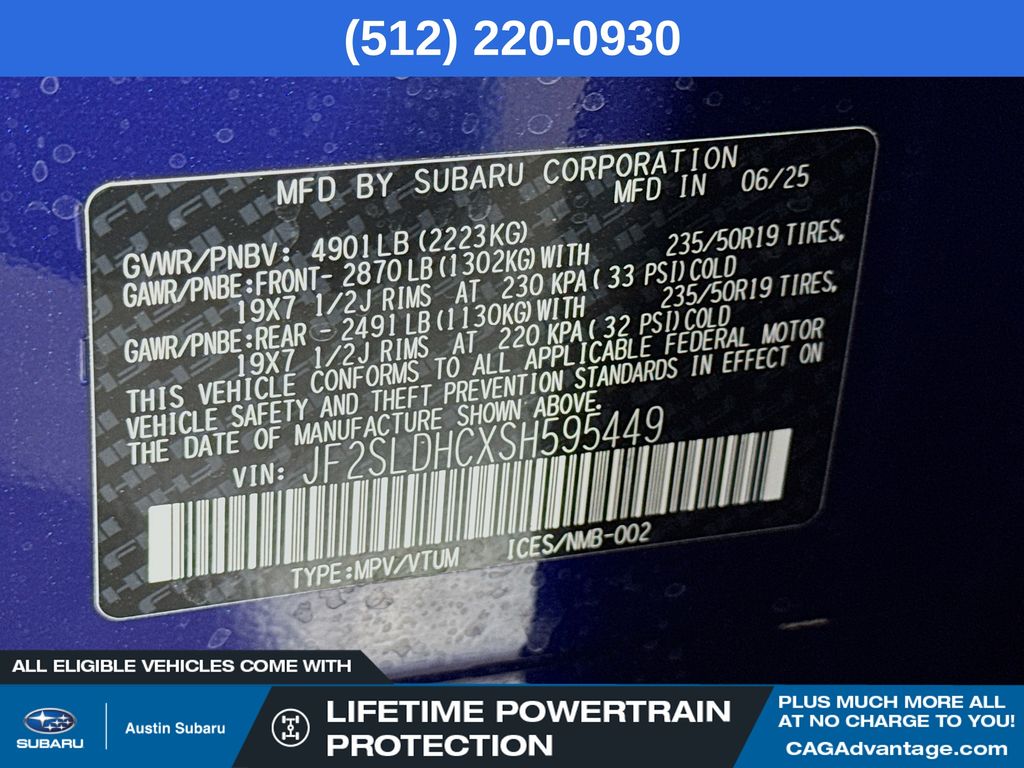 (512) 220-0930
MFD BY SUBARU CORPORATION
MFD IN 06/25
GVWR/PNBV: 4901LB (2223KG)
GAWR/PNBE:FRONT- 2870LB(1302KG)WITH 235/50R19 TIRES,
19X7 1/2J RIMS AT 230 KPA( 33 PSI)COLD
GAWR/PNBE:REAR - 2491LB(1130KG)WITH 235/50R19 TIRES,
19X7 1/2J RIMS AT 220 KPA( 32 PSI)COLD
THIS VEHICLE CONFORMS TO ALL APPLICABLE FEDERAL MOTOR
VEHICLE SAFETY AND THEFT PREVENTION STANDARDS IN EFFECT ON
THE DATE OF MANUFACTURE SHOWN ABOVE.
VIN: JF2SLDHCXSH595449
TYPE:MPV/VTUM ICES/NMB-002
ALL ELIGIBLE VEHICLES COME WITH
SUBARU
Austin Subaru
LIFETIME POWERTRAIN
PROTECTION
PLUS MUCH MORE ALL
AT NO CHARGE TO YOU!
CAGAdvantage.com